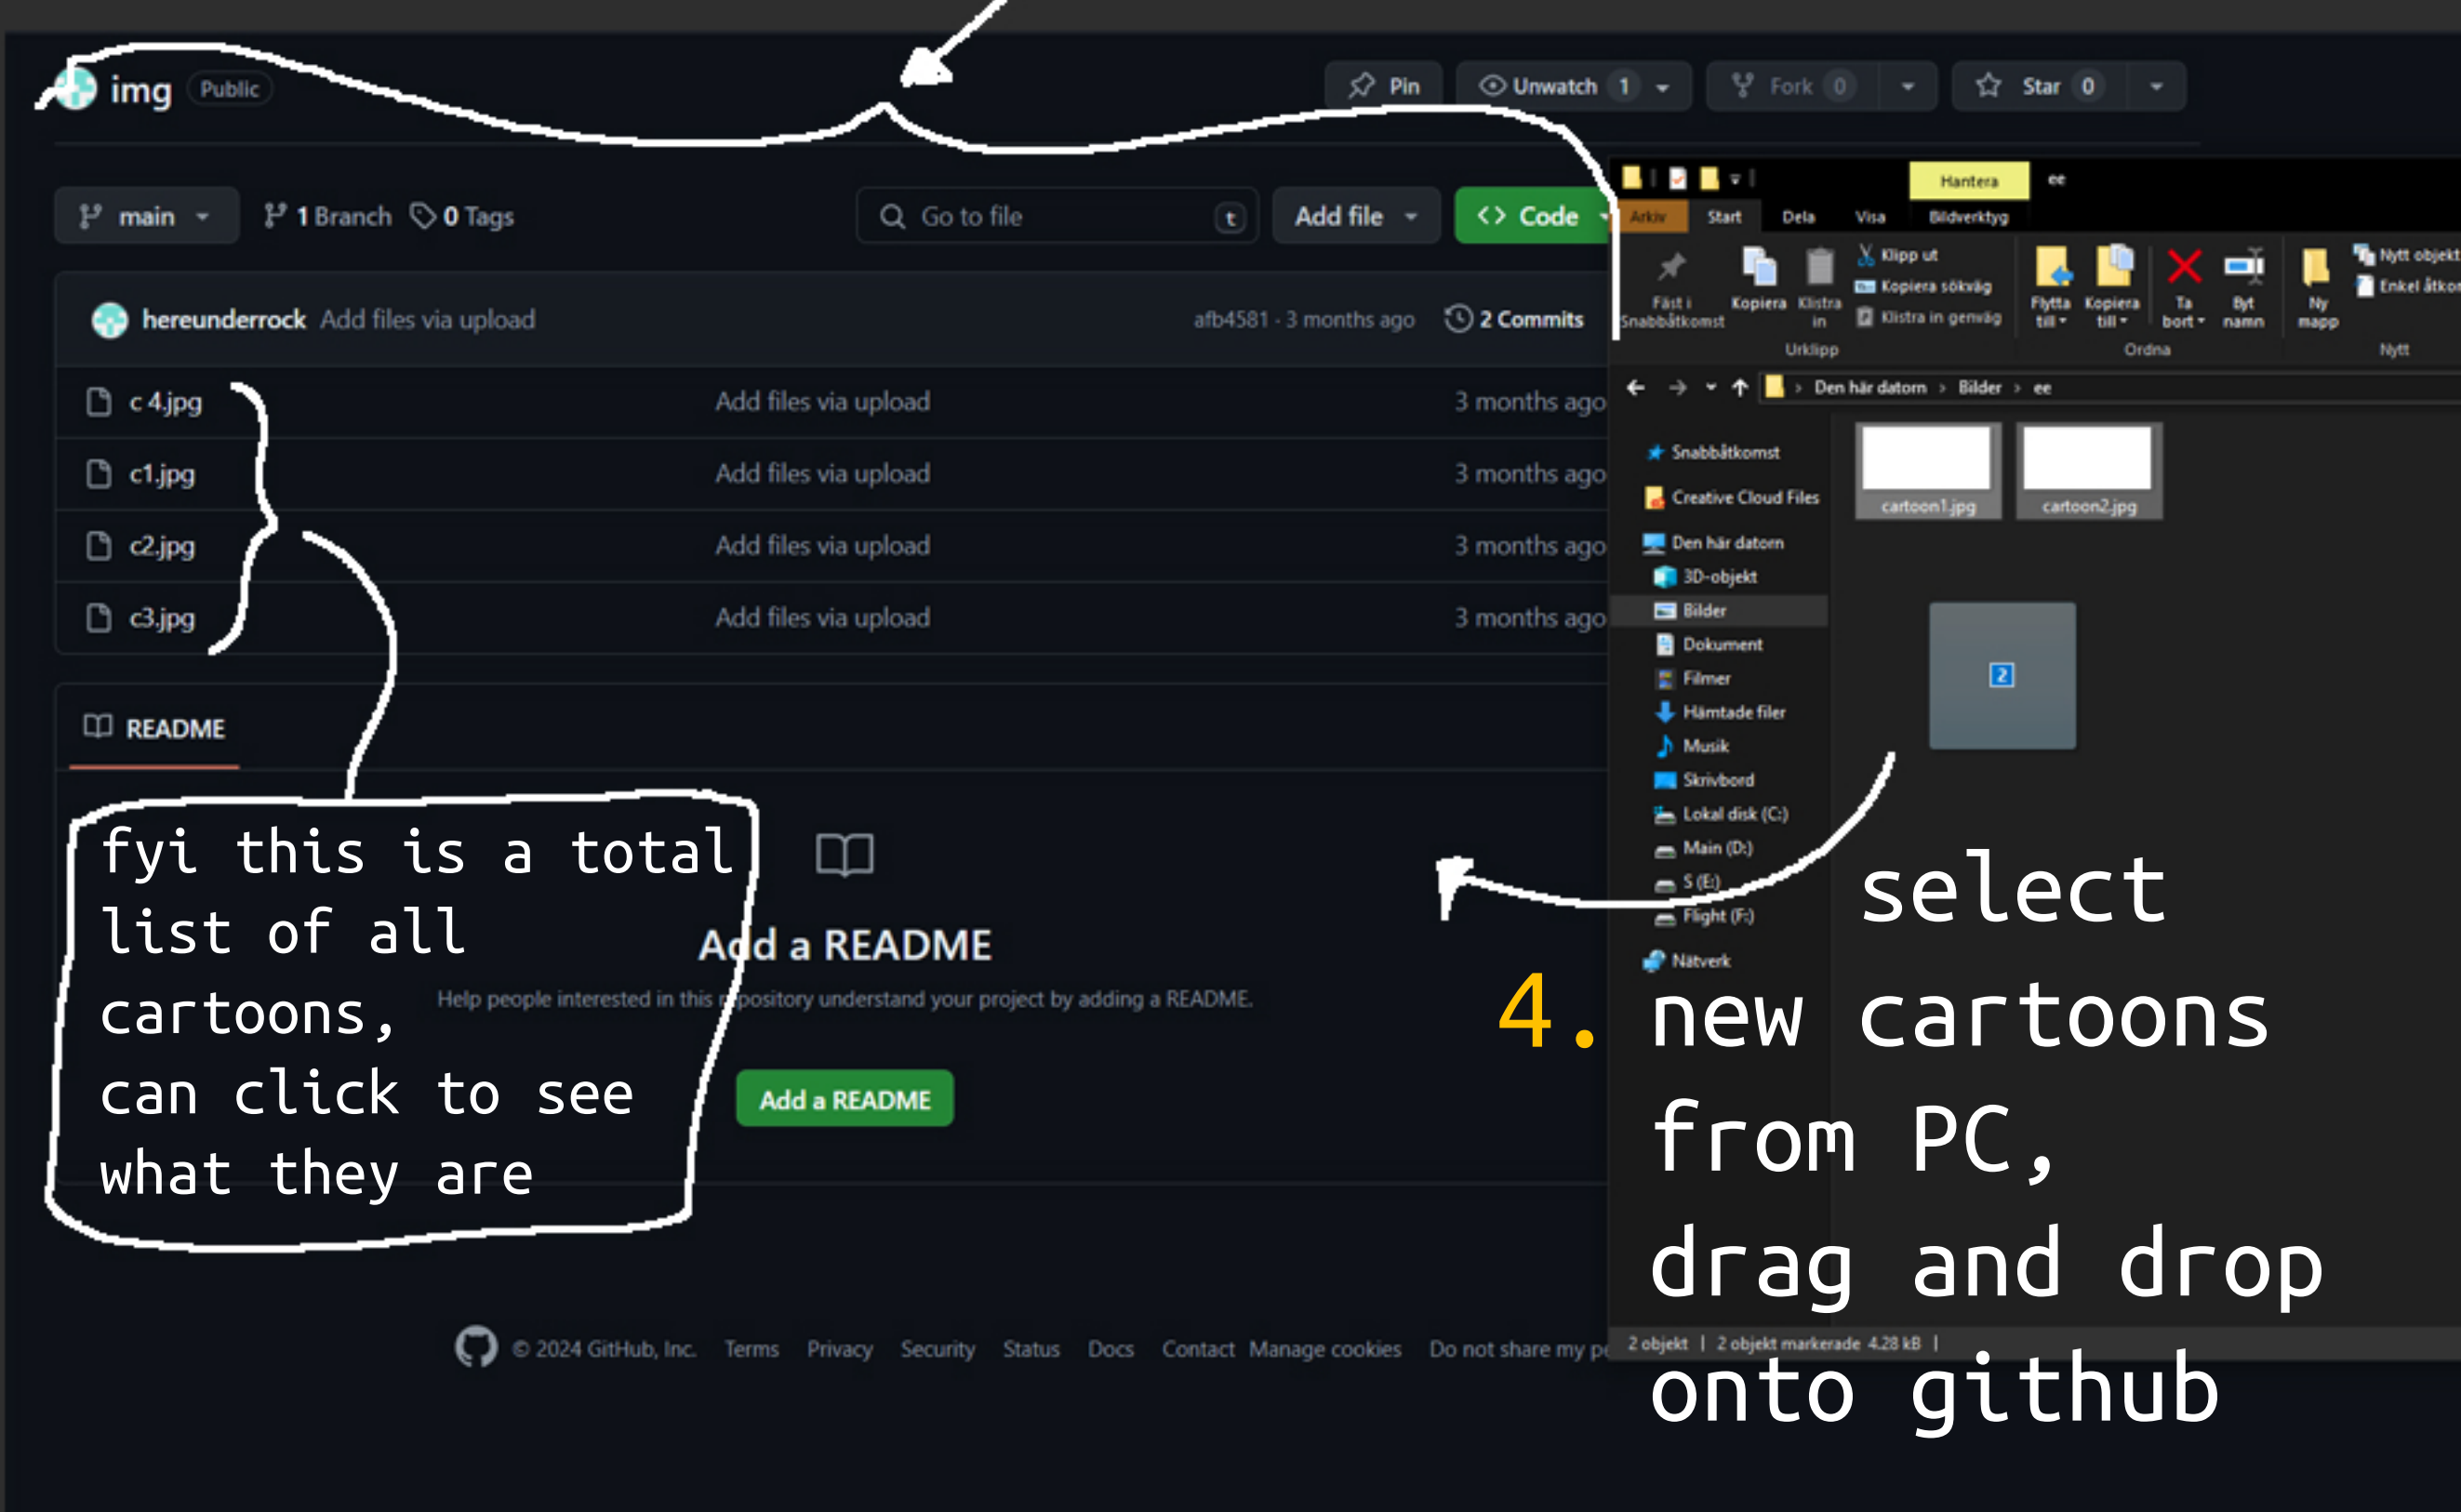 img Public
Pin
Unwatch 1
Fork 0
Star 0
main
1 Branch
0 Tags
Go to file
t
Add file
Code
hereunderrock Add files via upload
afb4581 · 3 months ago
2 Commits
c 4.jpg Add files via upload 3 months ago
c1.jpg Add files via upload 3 months ago
c2.jpg Add files via upload 3 months ago
c3.jpg Add files via upload 3 months ago
README
fyi this is a total
list of all
cartoons,
can click to see
what they are
Add a README
Help people interested in this repository understand your project by adding a README.
Add a README
© 2024 GitHub, Inc. Terms Privacy Security Status Docs Contact Manage cookies Do not share my pe
Hantera ee
Arkiv Start Dela Visa Bildverktyg
Fäst i
Snabbåtkomst
Kopiera
Klistra
in
Klipp ut
Kopiera sökväg
Klistra in genväg
Urklipp
Flytta
till
Kopiera
till
Ta
bort
Byt
namn
Ordna
Ny
mapp
Nytt objekt
Enkel åtkom
Nytt
Den här datorn > Bilder > ee
Snabbåtkomst
Creative Cloud Files
Den här datorn
3D-objekt
Bilder
Dokument
Filmer
Hämtade filer
Musik
Skrivbord
Lokal disk (C:)
Main (D:)
S (E:)
Flight (F:)
Nätverk
cartoon1.jpg
cartoon2.jpg
2
2 objekt | 2 objekt markerade 4.28 kB |
select
4. new cartoons
from PC,
drag and drop
onto github